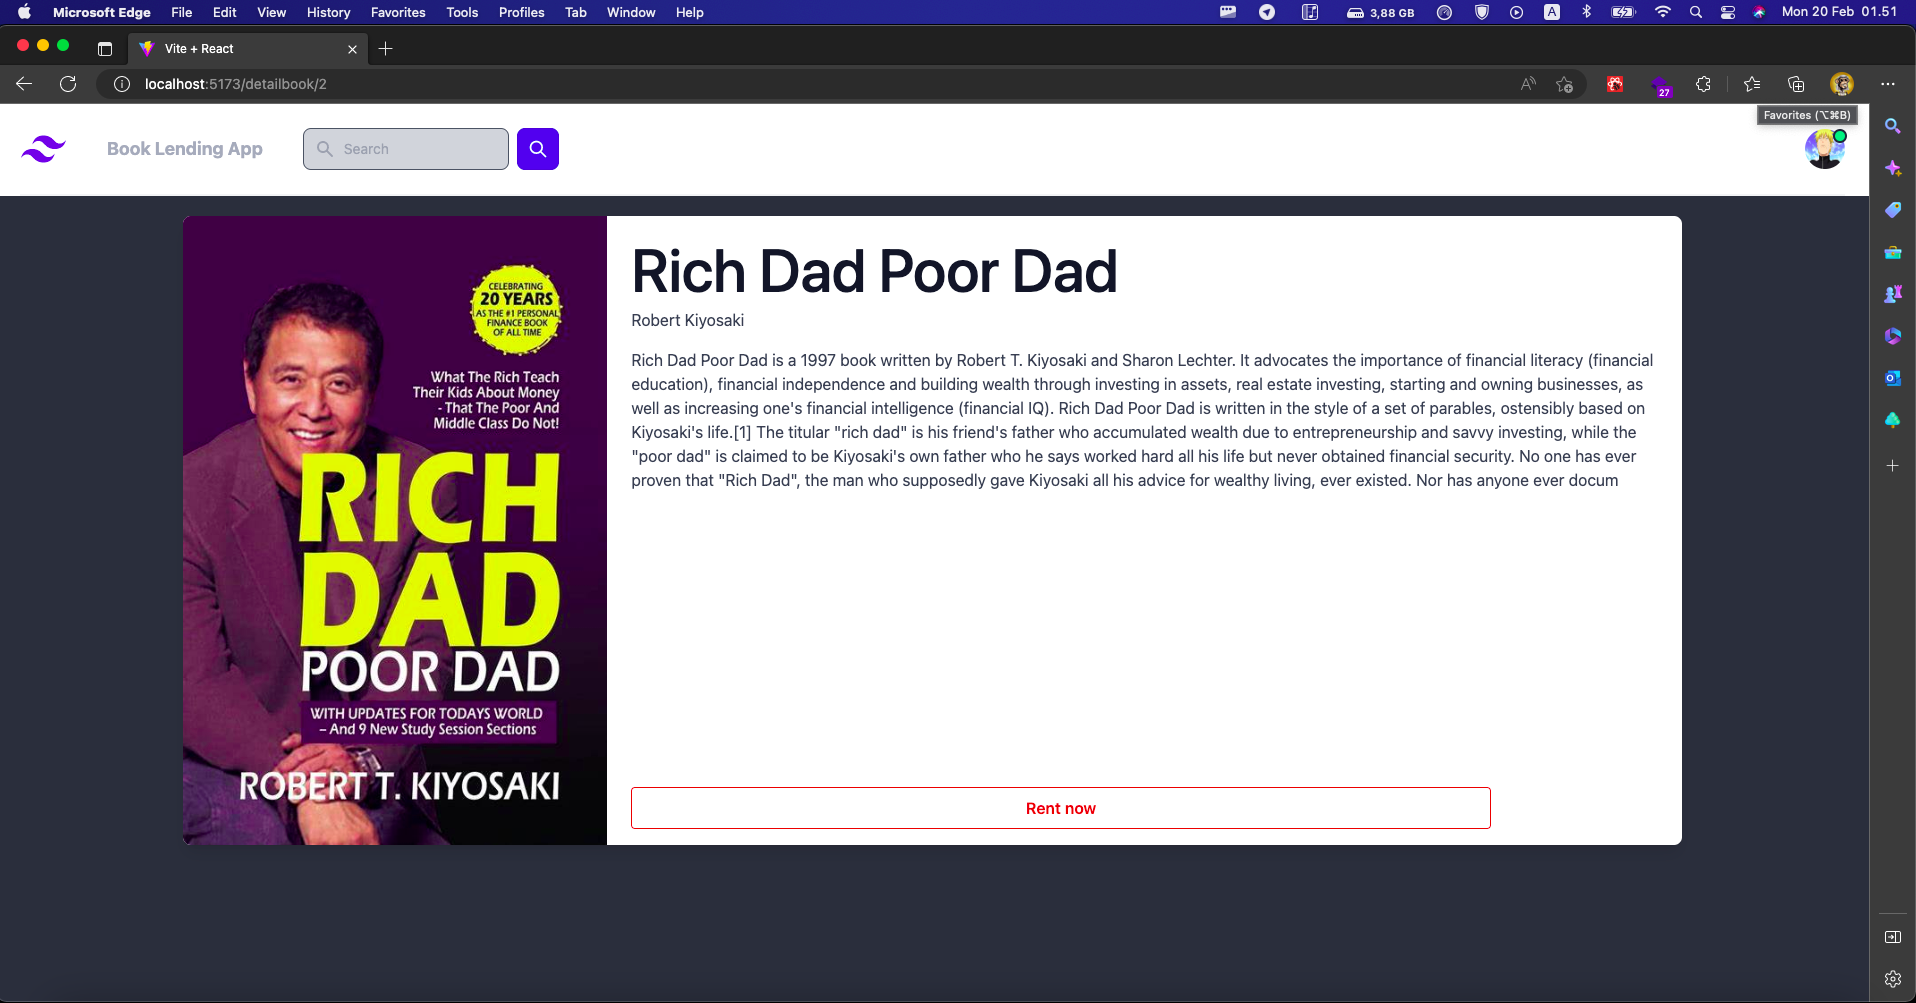 Microsoft Edge File Edit View History Favorites Tools Profiles Tab Window Help 3,88 GB A Mon 20 Feb 01.51
Vite + React
localhost:5173/detailbook/2
27
Favorites (⌥⌘B)
Book Lending App
Search
CELEBRATING
20 YEARS
AS THE #1 PERSONAL
FINANCE BOOK
OF ALL TIME
What The Rich Teach
Their Kids About Money
- That The Poor And
Middle Class Do Not!
RICH
DAD
POOR DAD
WITH UPDATES FOR TODAYS WORLD
– And 9 New Study Session Sections
ROBERT T. KIYOSAKI
Rich Dad Poor Dad
Robert Kiyosaki
Rich Dad Poor Dad is a 1997 book written by Robert T. Kiyosaki and Sharon Lechter. It advocates the importance of financial literacy (financial
education), financial independence and building wealth through investing in assets, real estate investing, starting and owning businesses, as
well as increasing one's financial intelligence (financial IQ). Rich Dad Poor Dad is written in the style of a set of parables, ostensibly based on
Kiyosaki's life.[1] The titular "rich dad" is his friend's father who accumulated wealth due to entrepreneurship and savvy investing, while the
"poor dad" is claimed to be Kiyosaki's own father who he says worked hard all his life but never obtained financial security. No one has ever
proven that "Rich Dad", the man who supposedly gave Kiyosaki all his advice for wealthy living, ever existed. Nor has anyone ever docum
Rent now